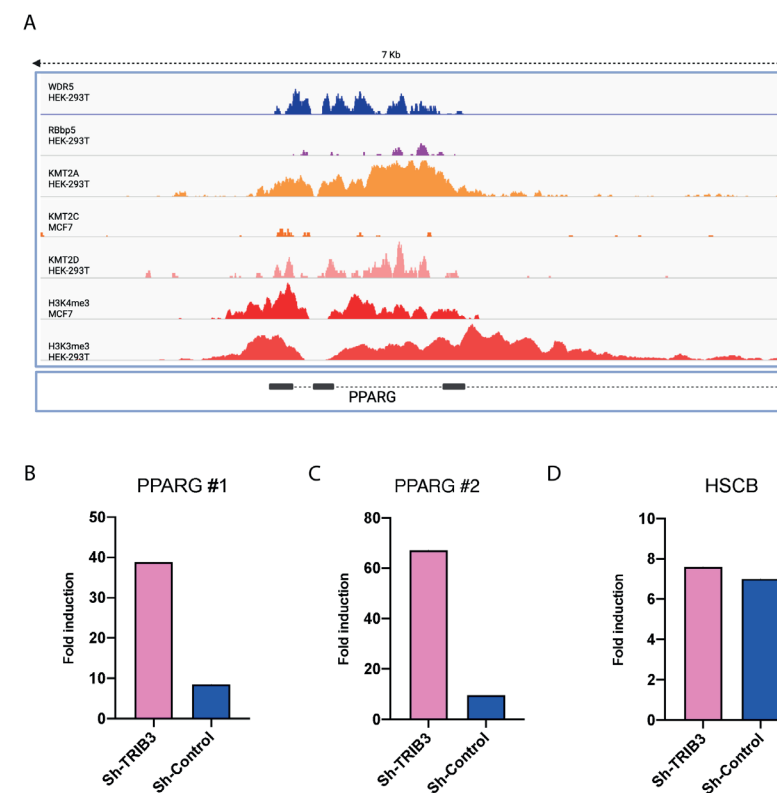 A
7 Kb
WDR5
HEK-293T
RBbp5
HEK-293T
KMT2A
HEK-293T
KMT2C
MCF7
KMT2D
HEK-293T
H3K4me3
MCF7
H3K3me3
HEK-293T
PPARG
B
PPARG #1
Fold induction
50
40
30
20
10
0
Sh-TRIB3
Sh-Control
C
PPARG #2
Fold induction
80
60
40
20
0
Sh-TRIB3
Sh-Control
D
HSCB
Fold induction
10
8
6
4
2
0
Sh-TRIB3
Sh-Control